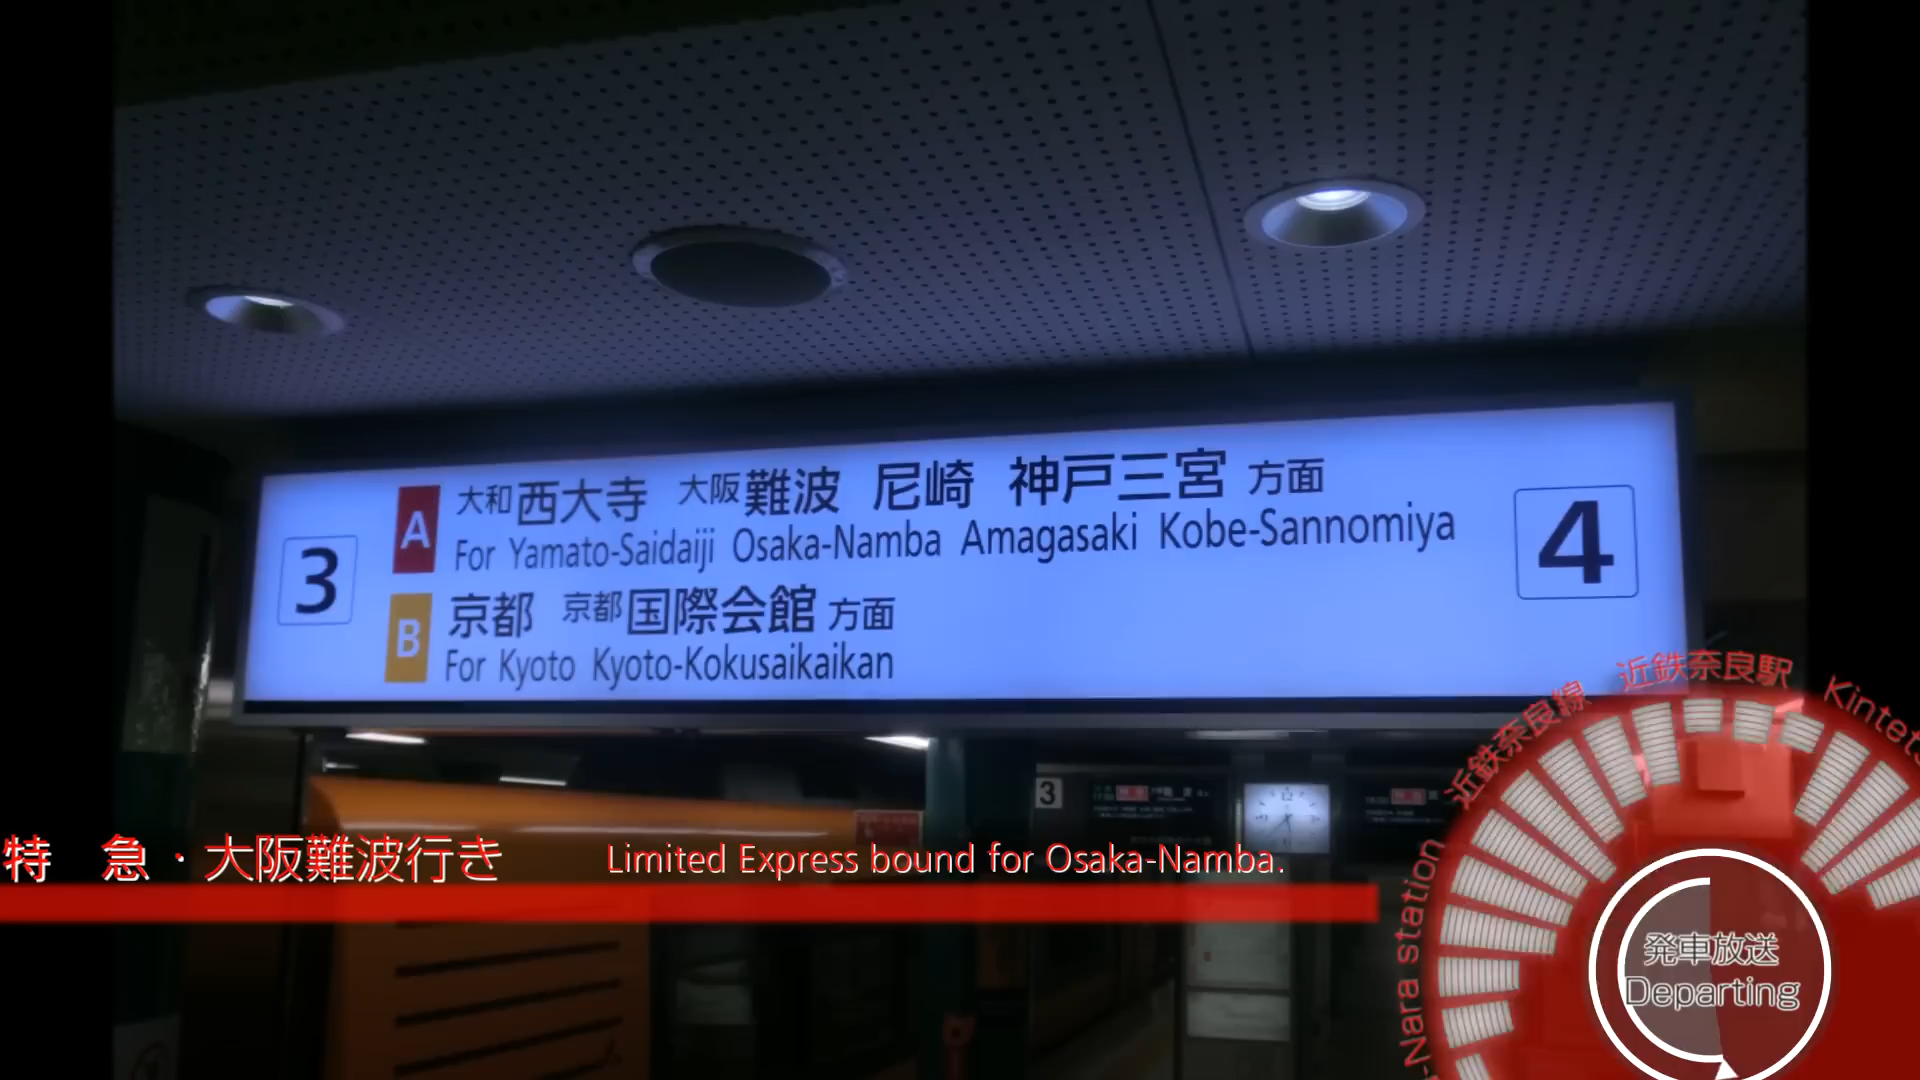 3
A 大和西大寺 大阪難波 尼崎 神戸三宮 方面
For Yamato-Saidaiji Osaka-Namba Amagasaki Kobe-Sannomiya
B 京都 京都国際会館 方面
For Kyoto Kyoto-Kokusaikaikan
4
3
特 急・大阪難波行き Limited Express bound for Osaka-Namba.
近鉄奈良線 近鉄奈良駅
-Nara station
発車放送
Departing